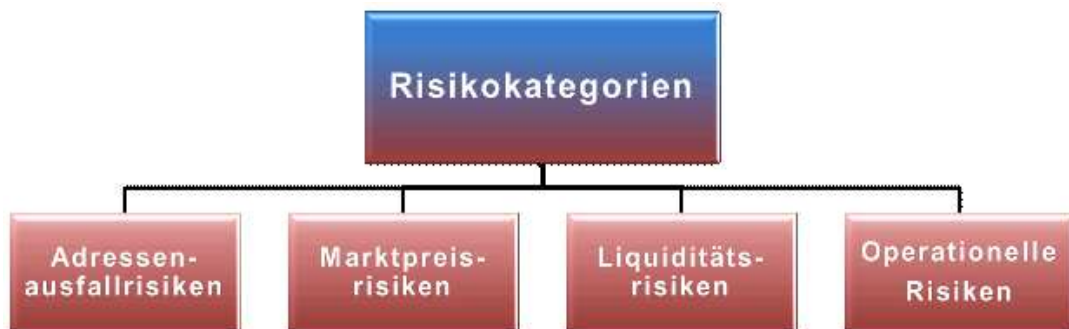 Risikokategorien
Adressen-
ausfallrisiken
Marktpreis-
risiken
Liquiditäts-
risiken
Operationelle
Risiken